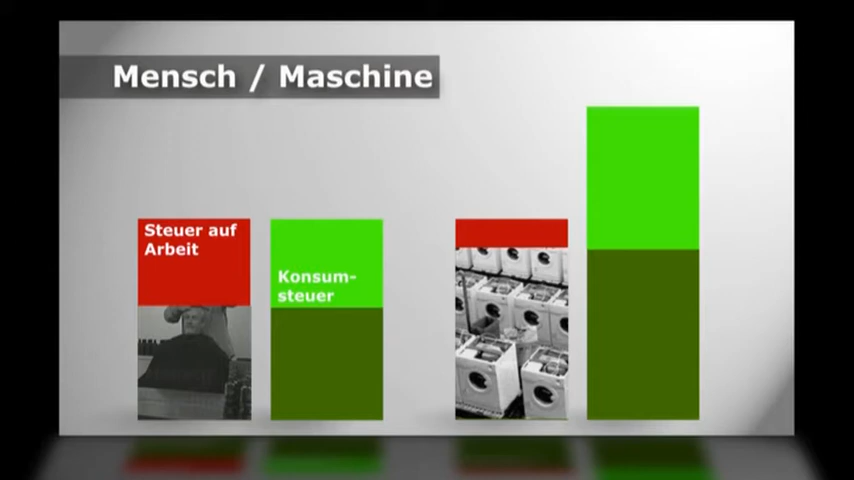 Mensch / Maschine
Steuer auf
Arbeit
Konsum-
steuer